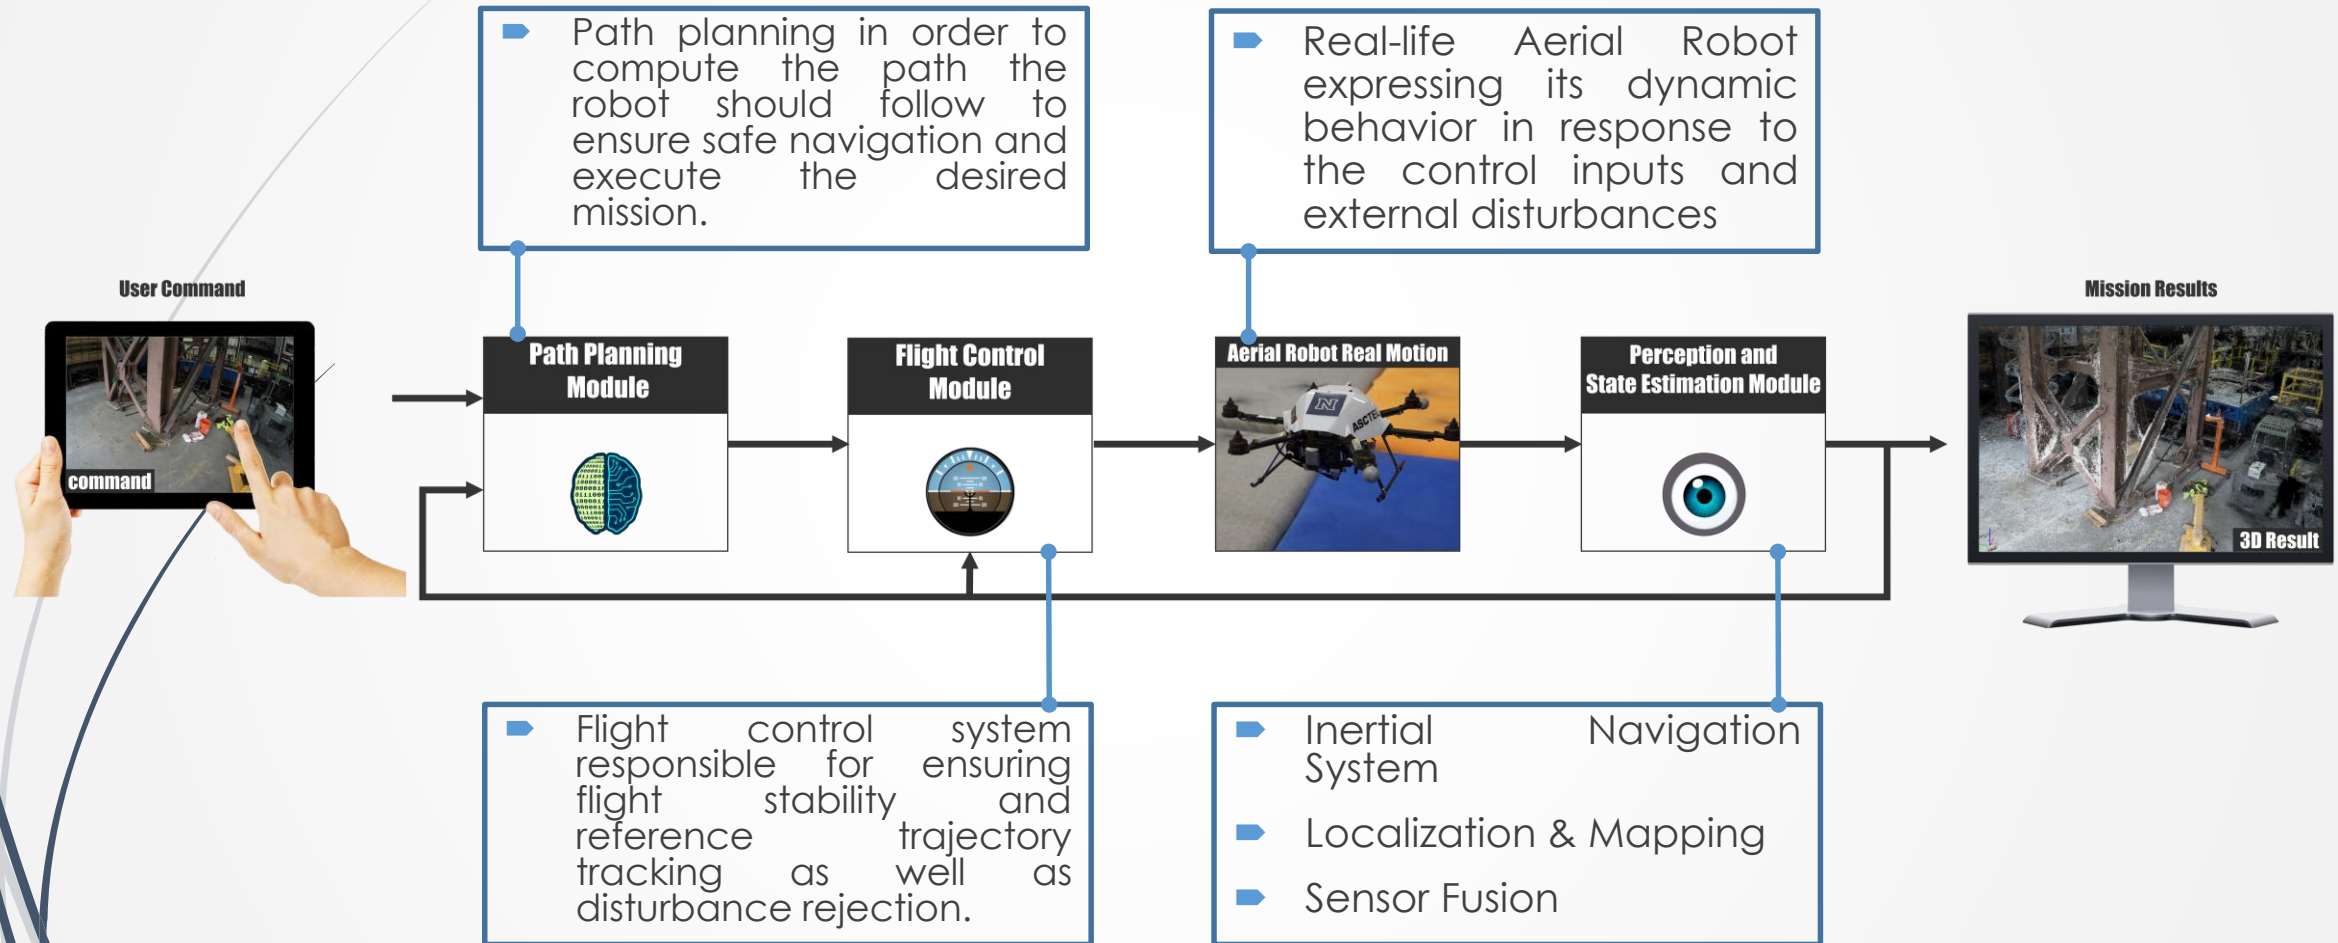 Path planning in order to
compute the path the
robot should follow to
ensure safe navigation and
execute the desired
mission.
Real-life Aerial Robot
expressing its dynamic
behavior in response to
the control inputs and
external disturbances
User Command
command
Path Planning
Module
Flight Control
Module
Aerial Robot Real Motion
N
ASCTEC
Perception and
State Estimation Module
Mission Results
3D Result
Flight control system
responsible for ensuring
flight stability and
reference trajectory
tracking as well as
disturbance rejection.
Inertial Navigation
System
Localization & Mapping
Sensor Fusion